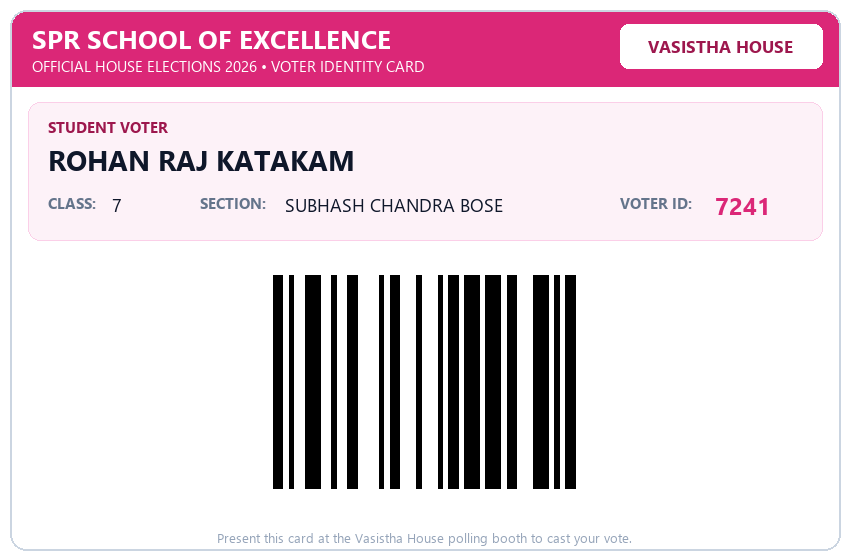 SPR SCHOOL OF EXCELLENCE
OFFICIAL HOUSE ELECTIONS 2026 • VOTER IDENTITY CARD
VASISTHA HOUSE
STUDENT VOTER
ROHAN RAJ KATAKAM
CLASS: 7 SECTION: SUBHASH CHANDRA BOSE VOTER ID: 7241
Present this card at the Vasistha House polling booth to cast your vote.